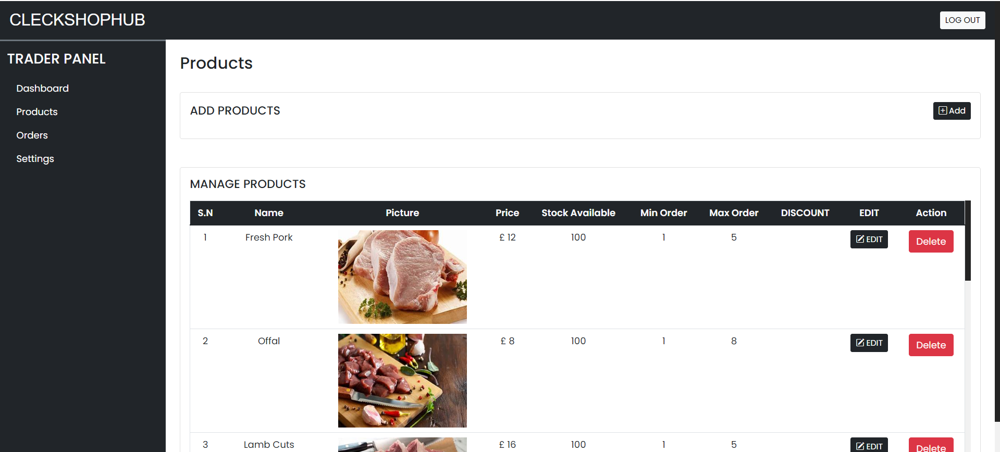 CLECKSHOPHUB
LOG OUT
TRADER PANEL
Dashboard
Products
Orders
Settings
Products
ADD PRODUCTS
Add
MANAGE PRODUCTS
S.N Name Picture Price Stock Available Min Order Max Order DISCOUNT EDIT Action
1 Fresh Pork £ 12 100 1 5 EDIT Delete
2 Offal £ 8 100 1 8 EDIT Delete
3 Lamb Cuts £ 16 100 1 5 EDIT Delete